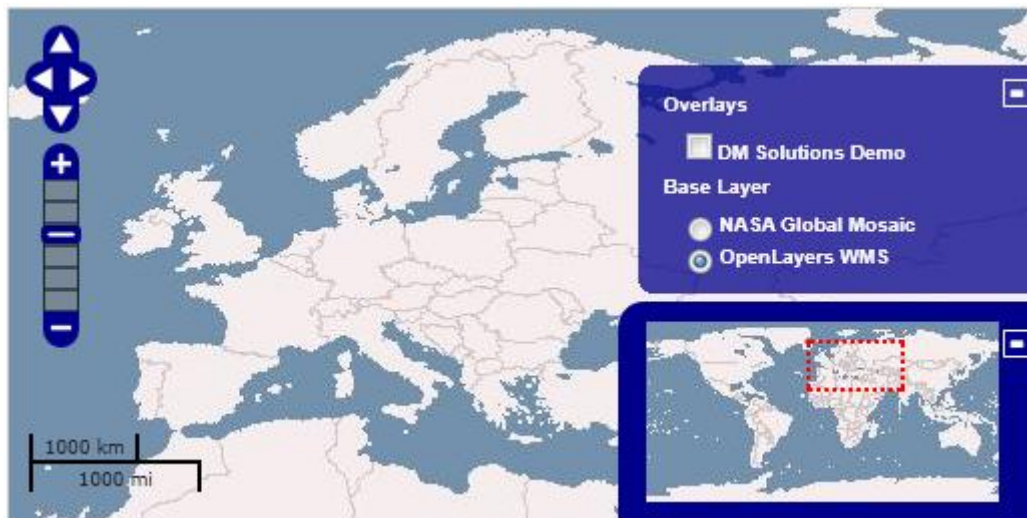 Overlays
DM Solutions Demo
Base Layer
NASA Global Mosaic
OpenLayers WMS
1000 km
1000 mi